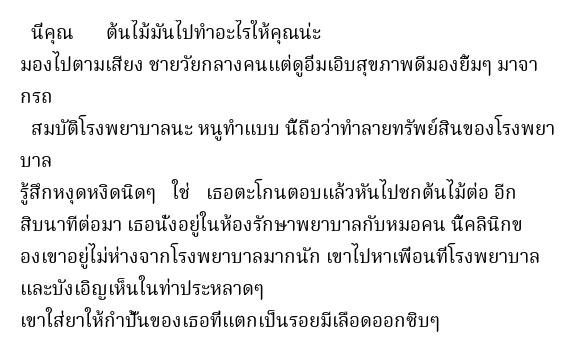 นี่คุณ ต้นไม้มันไปทำอะไรให้คุณน่ะ
มองไปตามเสียง ชายวัยกลางคนแต่ดูอิ่มเอิบสุขภาพดีมองยิ้มๆ มาจา
กรถ
สมบัติโรงพยาบาลนะ หนูทำแบบ นี้ถือว่าทำลายทรัพย์สินของโรงพยา
บาล
รู้สึกหงุดหงิดนิดๆ ใช่ เธอตะโกนตอบแล้วหันไปชกต้นไม้ต่อ อีก
สิบนาทีต่อมา เธอนั่งอยู่ในห้องรักษาพยาบาลกับหมอคน นี้คลินิกข
องเขาอยู่ไม่ห่างจากโรงพยาบาลมากนัก เขาไปหาเพื่อนที่โรงพยาบาล
และบังเอิญเห็นในท่าประหลาดๆ
เขาใส่ยาให้กำปั้นของเธอที่แตกเป็นรอยมีเลือดออกซิบๆ